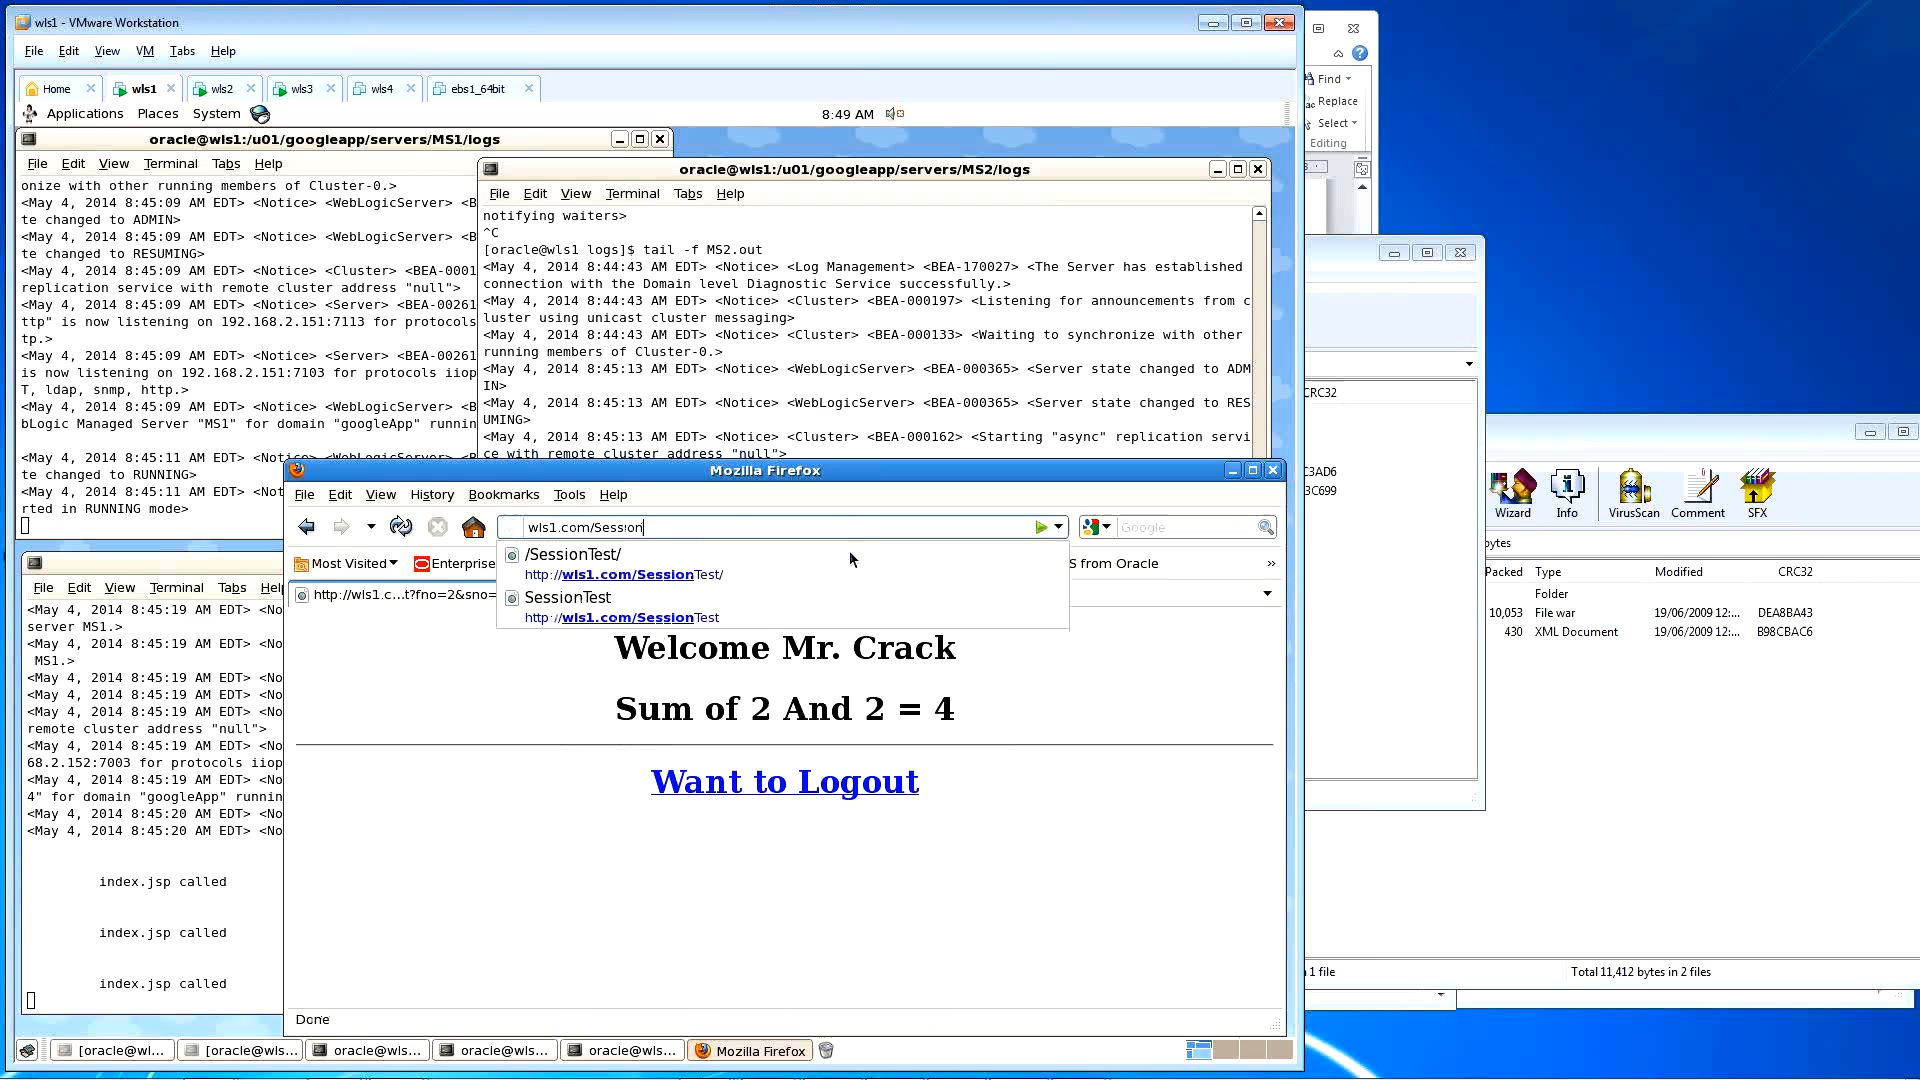 wls1 - VMware Workstation
File Edit View VM Tabs Help
Home wls1 wls2 wls3 wls4 ebs1_64bit
Applications Places System 8:49 AM
oracle@wls1:/u01/googleapp/servers/MS1/logs
File Edit View Terminal Tabs Help
onize with other running members of Cluster-0.>
<May 4, 2014 8:45:09 AM EDT> <Notice> <WebLogicServer> <B
te changed to ADMIN>
<May 4, 2014 8:45:09 AM EDT> <Notice> <WebLogicServer> <B
te changed to RESUMING>
<May 4, 2014 8:45:09 AM EDT> <Notice> <Cluster> <BEA-0001
replication service with remote cluster address "null">
<May 4, 2014 8:45:09 AM EDT> <Notice> <Server> <BEA-00261
ttp" is now listening on 192.168.2.151:7113 for protocols
tp.>
<May 4, 2014 8:45:09 AM EDT> <Notice> <Server> <BEA-00261
is now listening on 192.168.2.151:7103 for protocols iiop
T, ldap, snmp, http.>
<May 4, 2014 8:45:09 AM EDT> <Notice> <WebLogicServer> <B
bLogic Managed Server "MS1" for domain "googleApp" runnin
<May 4, 2014 8:45:11 AM EDT> <No
te changed to RUNNING>
<May 4, 2014 8:45:11 AM EDT> <Not
rted in RUNNING mode>
oracle@wls1:/u01/googleapp/servers/MS2/logs
File Edit View Terminal Tabs Help
notifying waiters>
^C
[oracle@wls1 logs]$ tail -f MS2.out
<May 4, 2014 8:44:43 AM EDT> <Notice> <Log Management> <BEA-170027> <The Server has established
connection with the Domain level Diagnostic Service successfully.>
<May 4, 2014 8:44:43 AM EDT> <Notice> <Cluster> <BEA-000197> <Listening for announcements from c
luster using unicast cluster messaging>
<May 4, 2014 8:44:43 AM EDT> <Notice> <Cluster> <BEA-000133> <Waiting to synchronize with other
running members of Cluster-0.>
<May 4, 2014 8:45:13 AM EDT> <Notice> <WebLogicServer> <BEA-000365> <Server state changed to ADM
IN>
<May 4, 2014 8:45:13 AM EDT> <Notice> <WebLogicServer> <BEA-000365> <Server state changed to RES
UMING>
<May 4, 2014 8:45:13 AM EDT> <Notice> <Cluster> <BEA-000162> <Starting "async" replication servi
ce with remote cluster address "null">
File Edit View Terminal Tabs Hel
<May 4, 2014 8:45:19 AM EDT> <No
server MS1.>
<May 4, 2014 8:45:19 AM EDT> <No
MS1.>
<May 4, 2014 8:45:19 AM EDT> <No
<May 4, 2014 8:45:19 AM EDT> <No
<May 4, 2014 8:45:19 AM EDT> <No
remote cluster address "null">
<May 4, 2014 8:45:19 AM EDT> <No
68.2.152:7003 for protocols iiop
<May 4, 2014 8:45:19 AM EDT> <No
4" for domain "googleApp" runnin
<May 4, 2014 8:45:20 AM EDT> <No
<May 4, 2014 8:45:20 AM EDT> <No
index.jsp called
index.jsp called
index.jsp called
Mozilla Firefox
File Edit View History Bookmarks Tools Help
wls1.com/Session Google
Most Visited Enterprise S from Oracle »
/SessionTest/
http://wls1.com/SessionTest/
SessionTest
http://wls1.com/SessionTest
http://wls1.c...t?fno=2&sno=
Welcome Mr. Crack
Sum of 2 And 2 = 4
Want to Logout
Done
[oracle@wl... [oracle@wls... oracle@wls... oracle@wls... oracle@wls... Mozilla Firefox
Find
Replace
Select
Editing
CRC32
C3AD6
3C699
1 file
Wizard Info VirusScan Comment SFX
bytes
Packed Type Modified CRC32
Folder
10,053 File war 19/06/2009 12:... DEA8BA43
430 XML Document 19/06/2009 12:... B98CBAC6
Total 11,412 bytes in 2 files